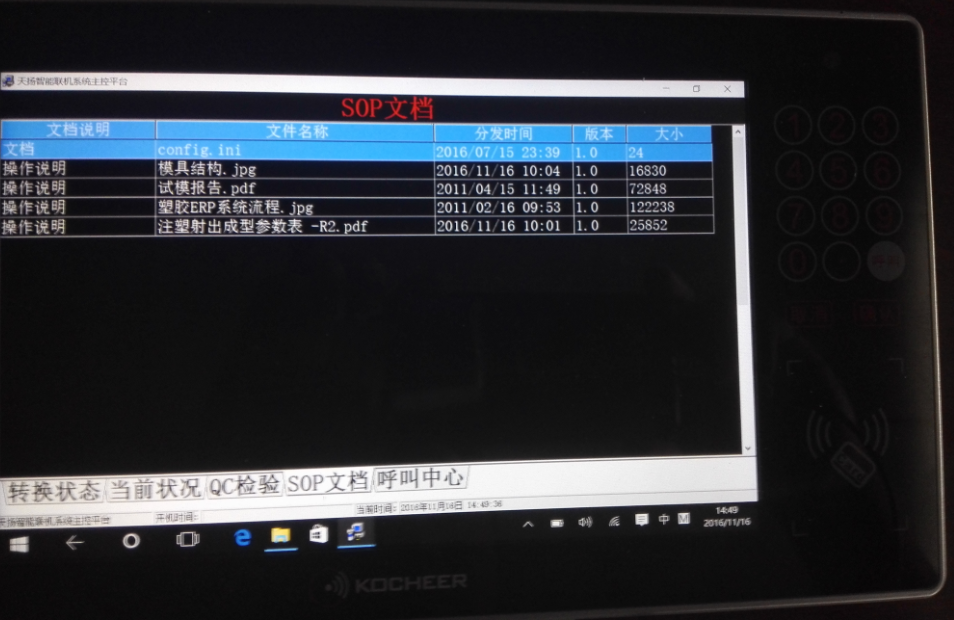 天扬智能联机系统主控平台
SOP文档
文档说明 文件名称 分发时间 版本 大小
文档 config.ini 2016/07/15 23:39 1.0 24
操作说明 模具结构.jpg 2016/11/16 10:04 1.0 16830
操作说明 试模报告.pdf 2011/04/15 11:49 1.0 72848
操作说明 塑胶ERP系统流程.jpg 2011/02/16 09:53 1.0 122238
操作说明 注塑射出成型参数表 -R2.pdf 2016/11/16 10:01 1.0 25852
转换状态 当前状况 QC检验 SOP文档 呼叫中心
天扬智能联机系统主控平台 开机时间: 当前时间: 2016年11月16日 14:49:36
中 M 14:49
2016/11/16
KOCHEER
1 2 3
4 5 6
7 8 9
0